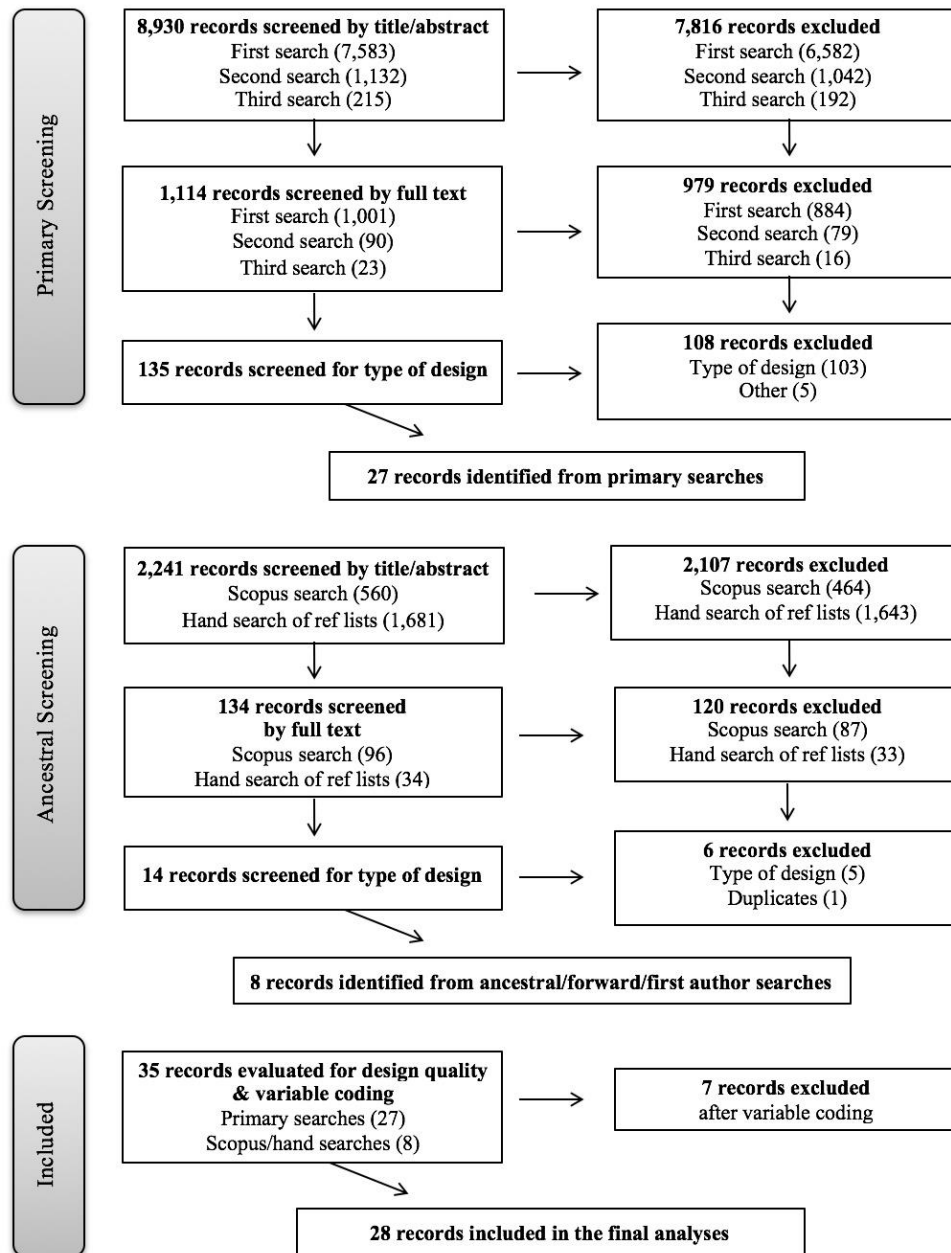 Primary Screening
8,930 records screened by title/abstract
First search (7,583)
Second search (1,132)
Third search (215)
7,816 records excluded
First search (6,582)
Second search (1,042)
Third search (192)
1,114 records screened by full text
First search (1,001)
Second search (90)
Third search (23)
979 records excluded
First search (884)
Second search (79)
Third search (16)
135 records screened for type of design
108 records excluded
Type of design (103)
Other (5)
27 records identified from primary searches
Ancestral Screening
2,241 records screened by title/abstract
Scopus search (560)
Hand search of ref lists (1,681)
2,107 records excluded
Scopus search (464)
Hand search of ref lists (1,643)
134 records screened
by full text
Scopus search (96)
Hand search of ref lists (34)
120 records excluded
Scopus search (87)
Hand search of ref lists (33)
14 records screened for type of design
6 records excluded
Type of design (5)
Duplicates (1)
8 records identified from ancestral/forward/first author searches
Included
35 records evaluated for design quality
& variable coding
Primary searches (27)
Scopus/hand searches (8)
7 records excluded
after variable coding
28 records included in the final analyses